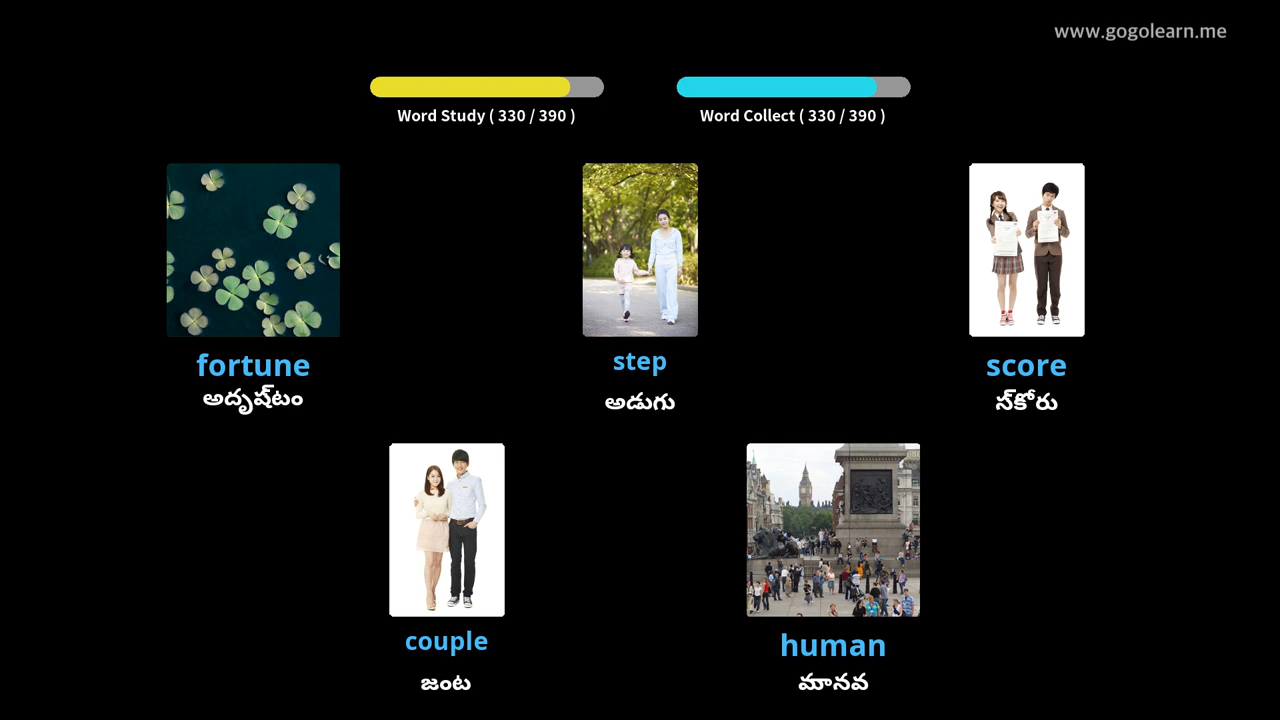 www.gogolearn.me
Word Study ( 330 / 390 )
Word Collect ( 330 / 390 )
fortune
అదృష్‌టం
step
అడుగు
score
స్‌కోరు
couple
జంట
human
మానవ